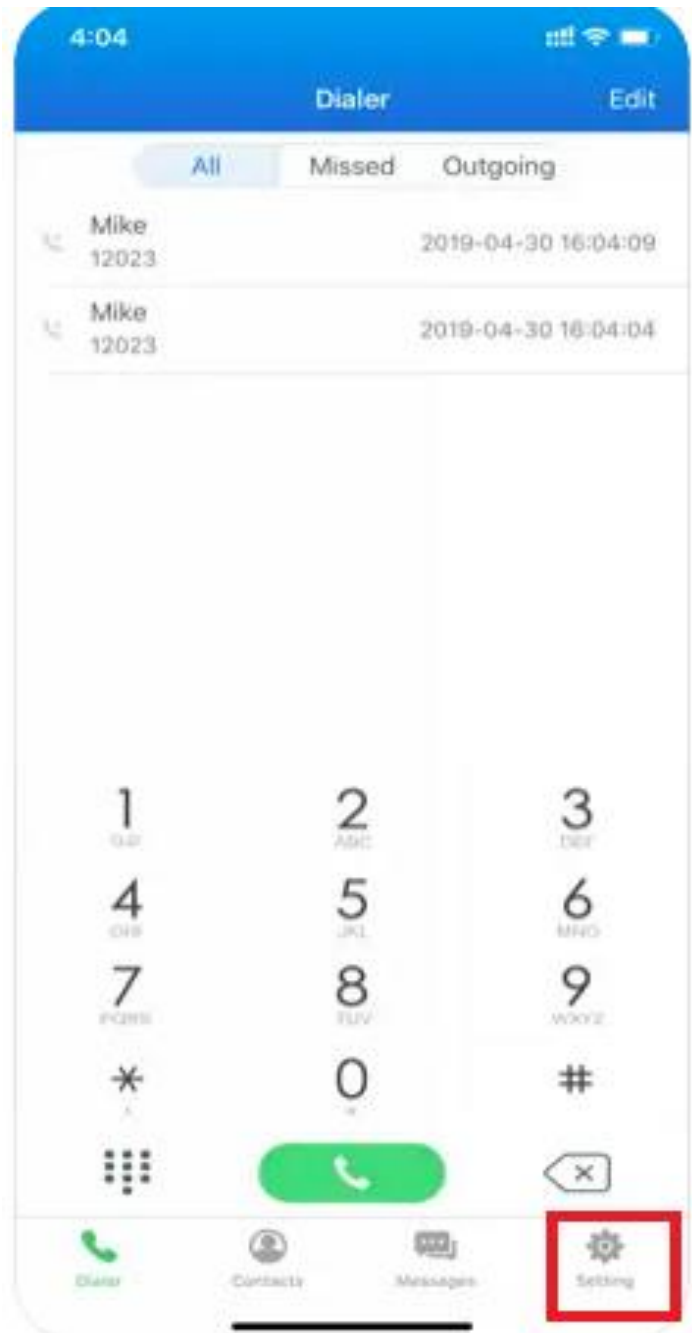 4:04
Dialer Edit
All Missed Outgoing
Mike
12023
2019-04-30 16:04:09
Mike
12023
2019-04-30 16:04:04
1 2 3
ABC DEF
4 5 6
GHI JKL MNO
7 8 9
PQRS TUV WXYZ
* 0 #
Dialer Contacts Messages Setting